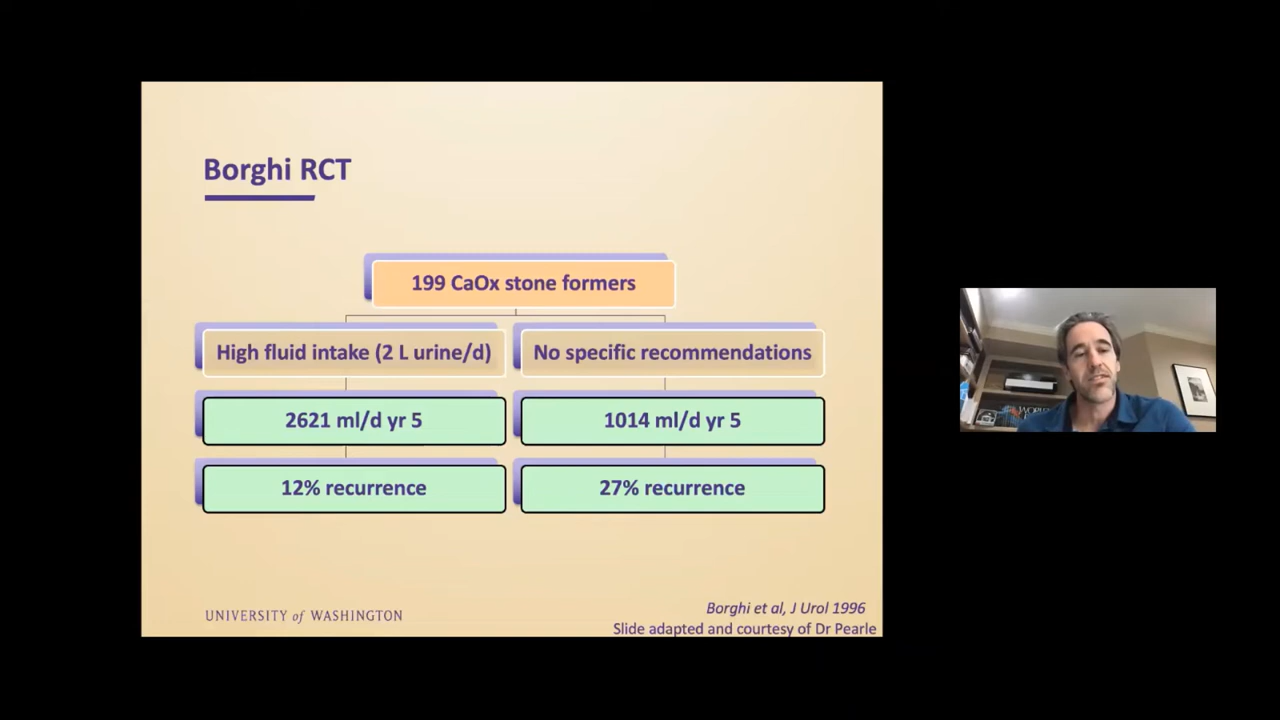 Borghi RCT
199 CaOx stone formers
High fluid intake (2 L urine/d)
No specific recommendations
2621 ml/d yr 5
1014 ml/d yr 5
12% recurrence
27% recurrence
UNIVERSITY of WASHINGTON
Borghi et al, J Urol 1996
Slide adapted and courtesy of Dr Pearle